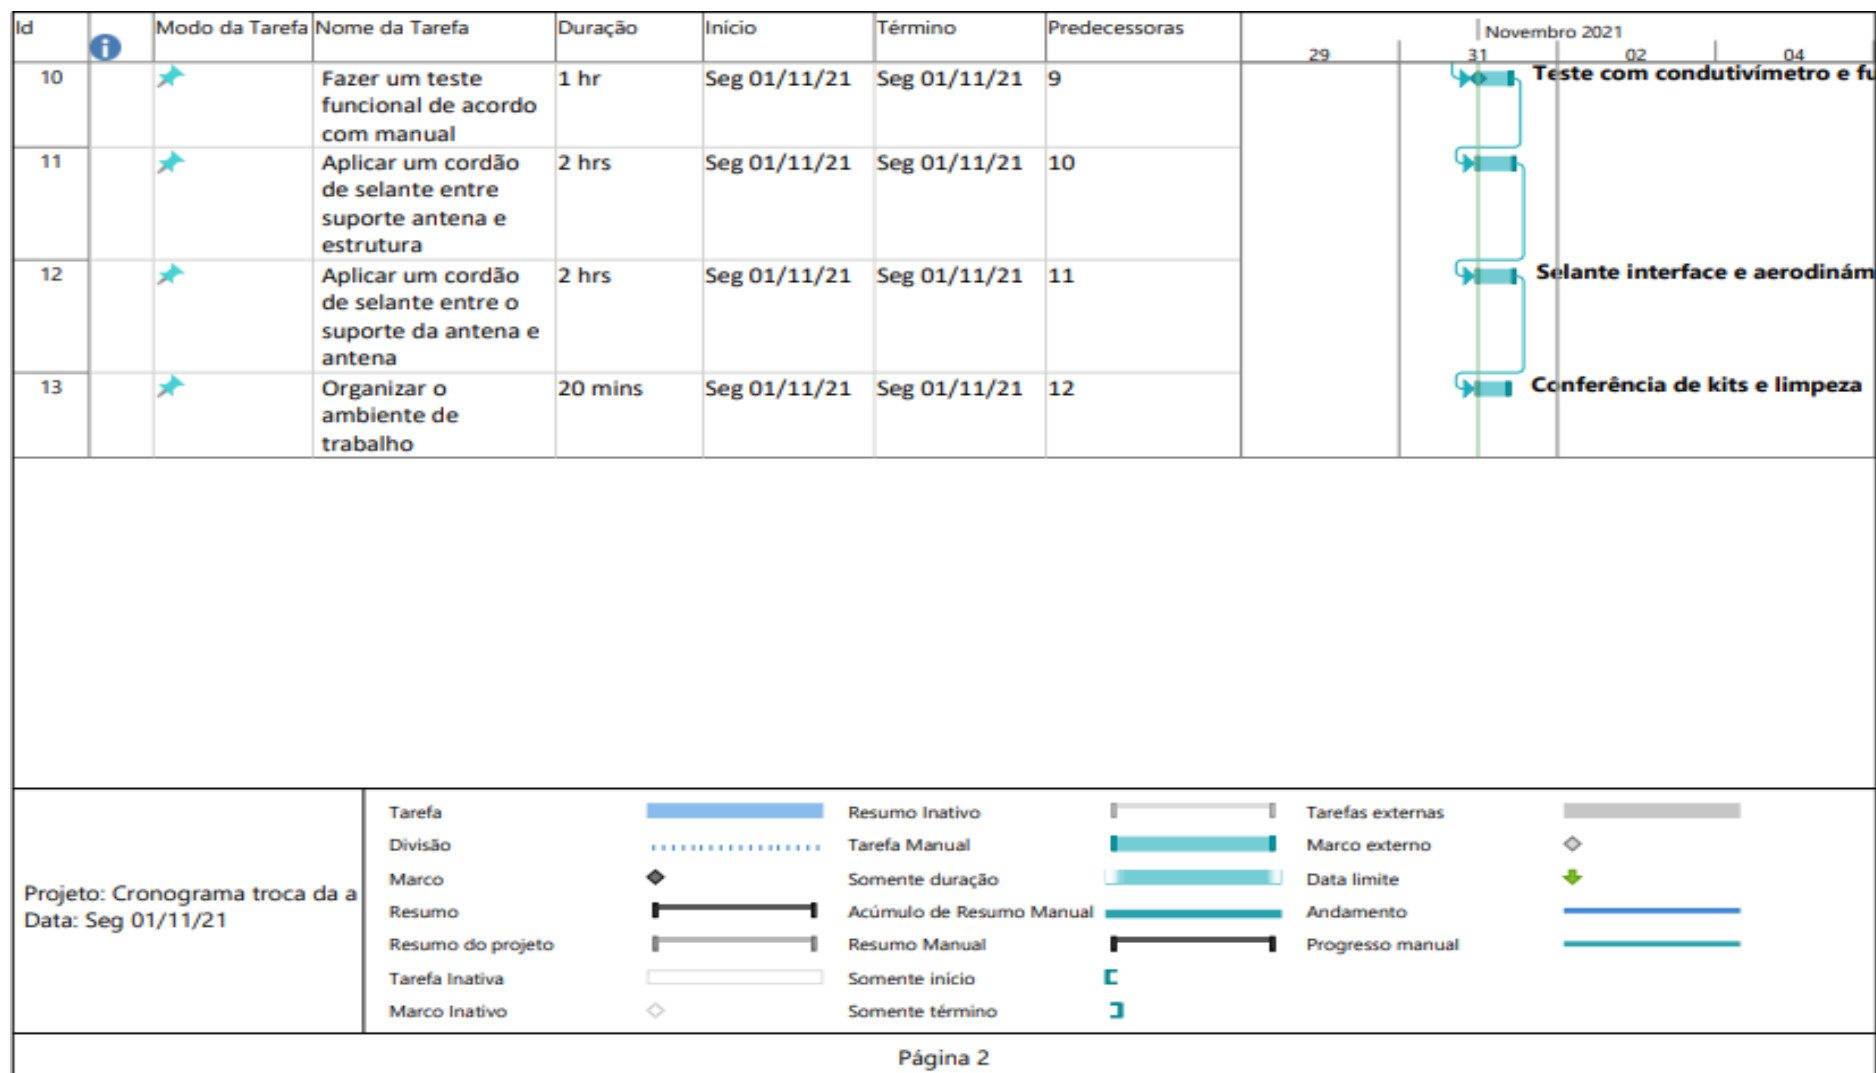 Id Modo da Tarefa Nome da Tarefa Duração Início Término Predecessoras
Novembro 2021
29 31 02 04
10 Fazer um teste 1 hr Seg 01/11/21 Seg 01/11/21 9 Teste com condutivímetro e fu
funcional de acordo
com manual
11 Aplicar um cordão 2 hrs Seg 01/11/21 Seg 01/11/21 10
de selante entre
suporte antena e
estrutura
12 Aplicar um cordão 2 hrs Seg 01/11/21 Seg 01/11/21 11 Selante interface e aerodinám
de selante entre o
suporte da antena e
antena
13 Organizar o 20 mins Seg 01/11/21 Seg 01/11/21 12 Conferência de kits e limpeza
ambiente de
trabalho
Projeto: Cronograma troca da a
Data: Seg 01/11/21
Tarefa Resumo Inativo Tarefas externas
Divisão Tarefa Manual Marco externo
Marco Somente duração Data limite
Resumo Acúmulo de Resumo Manual Andamento
Resumo do projeto Resumo Manual Progresso manual
Tarefa Inativa Somente início
Marco Inativo Somente término
Página 2